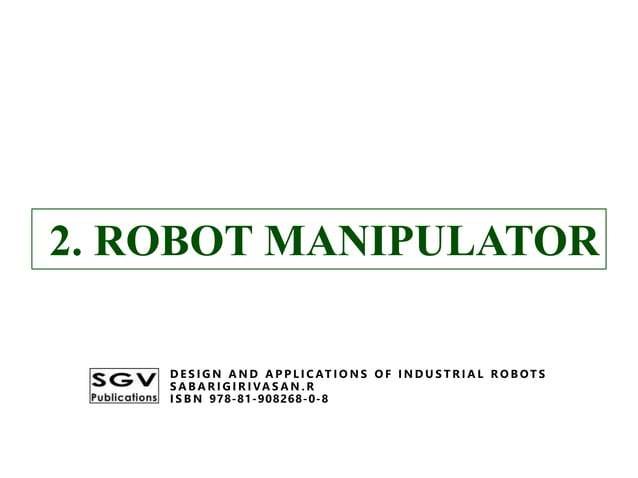 2. ROBOT MANIPULATOR
SGV
Publications
DESIGN AND APPLICATIONS OF INDUSTRIAL ROBOTS
SABARIGIRIVASAN.R
ISBN 978-81-908268-0-8